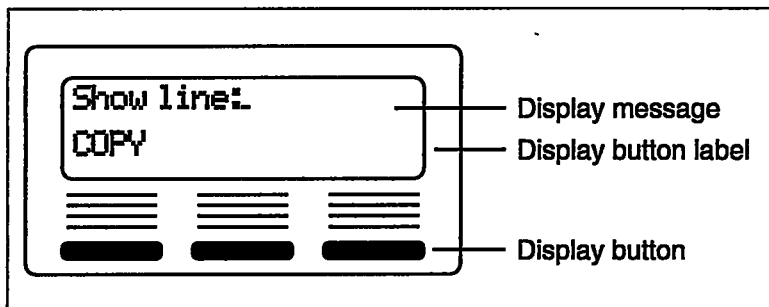 Show line:_
COPY
Display message
Display button label
Display button